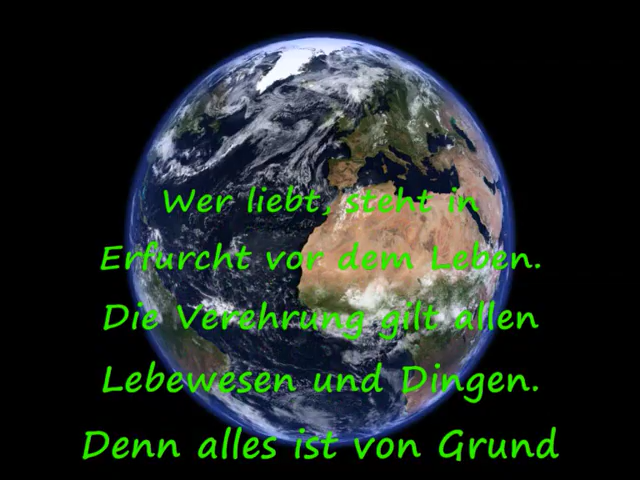 Wer liebt, steht in
Erfurcht vor dem Leben.
Die Verehrung gilt allen
Lebewesen und Dingen.
Denn alles ist von Grund